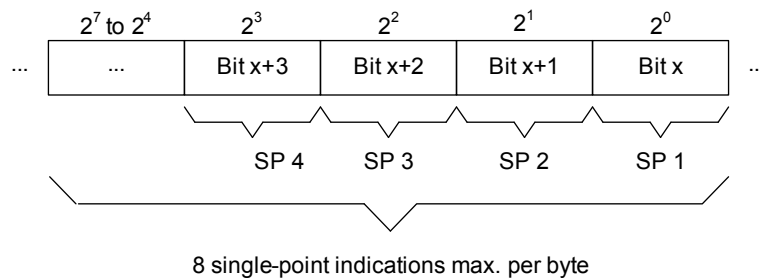 2⁷ to 2⁴ 2³ 2² 2¹ 2⁰
... ... Bit x+3 Bit x+2 Bit x+1 Bit x ..
SP 4 SP 3 SP 2 SP 1
8 single-point indications max. per byte